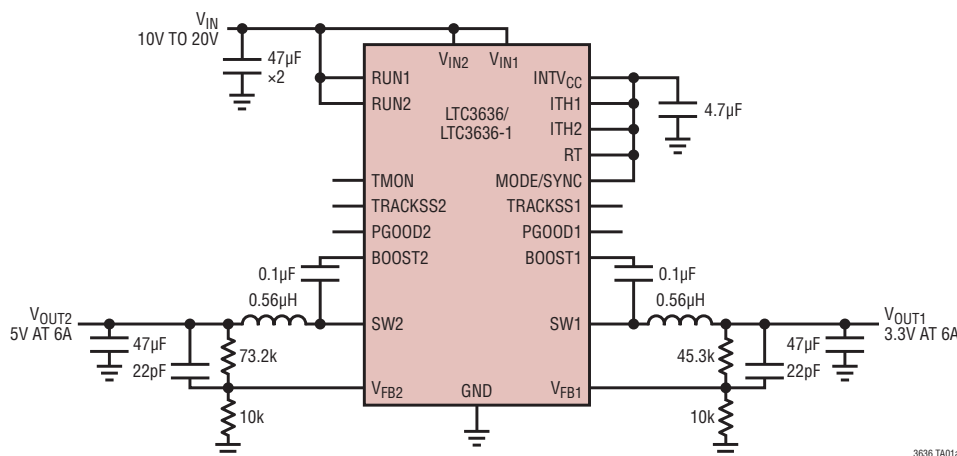 VIN
10V TO 20V
47µF
×2
VIN2
VIN1
RUN1
RUN2
LTC3636/
LTC3636-1
INTVCC
ITH1
ITH2
RT
MODE/SYNC
4.7µF
TMON
TRACKSS2
PGOOD2
BOOST2
TRACKSS1
PGOOD1
BOOST1
0.1µF
0.56µH
0.1µF
0.56µH
VOUT2
5V AT 6A
SW2
SW1
VOUT1
3.3V AT 6A
47µF
22pF
73.2k
45.3k
47µF
22pF
VFB2
GND
VFB1
10k
10k
3636 TA01a